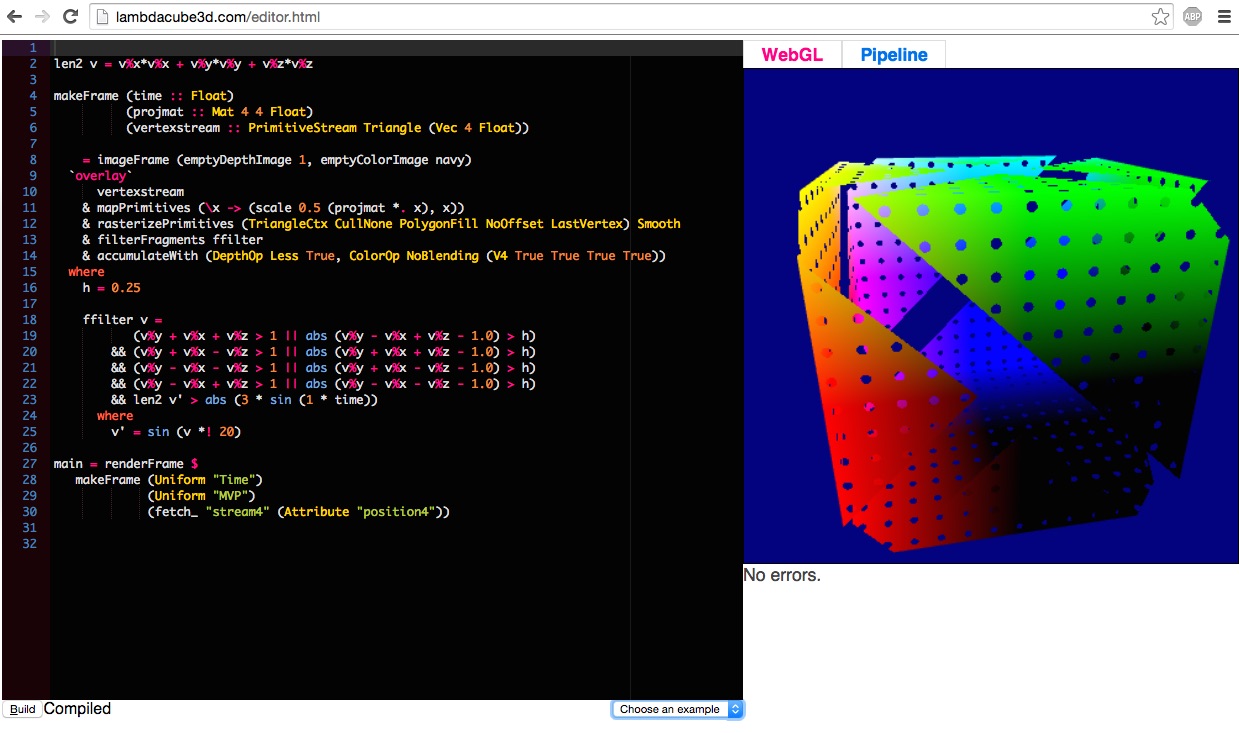 lambdacube3d.com/editor.html
ABP
WebGL Pipeline
1
2 len2 v = v%x*v%x + v%y*v%y + v%z*v%z
3
4 makeFrame (time :: Float)
5 (projmat :: Mat 4 4 Float)
6 (vertexstream :: PrimitiveStream Triangle (Vec 4 Float))
7
8 = imageFrame (emptyDepthImage 1, emptyColorImage navy)
9 `overlay`
10 vertexstream
11 & mapPrimitives (\x -> (scale 0.5 (projmat *. x), x))
12 & rasterizePrimitives (TriangleCtx CullNone PolygonFill NoOffset LastVertex) Smooth
13 & filterFragments ffilter
14 & accumulateWith (DepthOp Less True, ColorOp NoBlending (V4 True True True True))
15 where
16 h = 0.25
17
18 ffilter v =
19 (v%y + v%x + v%z > 1 || abs (v%y - v%x + v%z - 1.0) > h)
20 && (v%y + v%x - v%z > 1 || abs (v%y + v%x + v%z - 1.0) > h)
21 && (v%y - v%x - v%z > 1 || abs (v%y + v%x - v%z - 1.0) > h)
22 && (v%y - v%x + v%z > 1 || abs (v%y - v%x - v%z - 1.0) > h)
23 && len2 v' > abs (3 * sin (1 * time))
24 where
25 v' = sin (v *! 20)
26
27 main = renderFrame $
28 makeFrame (Uniform "Time")
29 (Uniform "MVP")
30 (fetch_ "stream4" (Attribute "position4"))
31
32
No errors.
Build Compiled
Choose an example